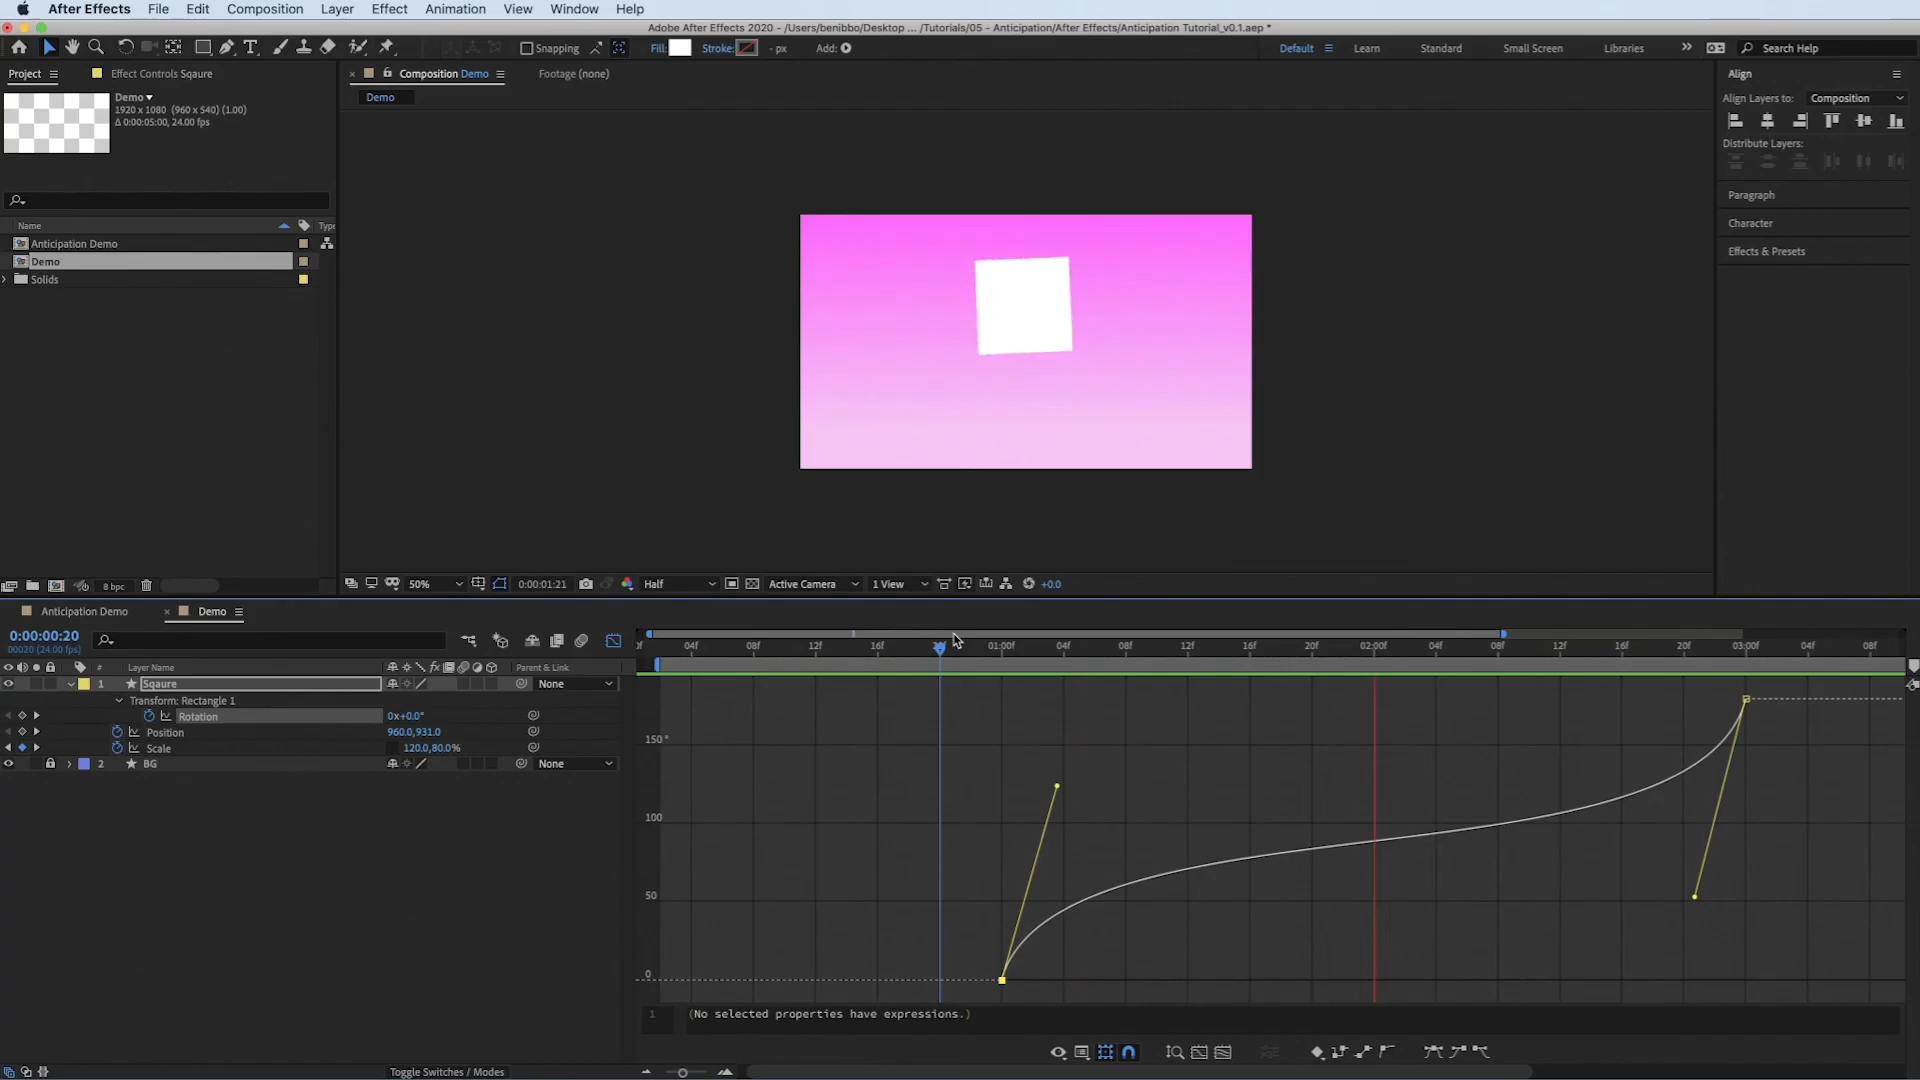 After Effects File Edit Composition Layer Effect Animation View Window Help
Adobe After Effects 2020 - /Users/benibbo/Desktop ... /Tutorials/05 - Anticipation/After Effects/Anticipation Tutorial_v0.1.aep *
Snapping Fill: Stroke: - px Add: Default Learn Standard Small Screen Libraries Search Help
Project Effect Controls Sqaure Composition Demo Footage (none) Align
Demo
1920 x 1080 (960 x 540) (1.00)
Δ 0:00:05:00, 24.00 fps
Demo
Align Layers to: Composition
Distribute Layers:
Paragraph
Character
Effects & Presets
Name Type
Anticipation Demo
Demo
Solids
8 bpc 50% 0:00:01:21 Half Active Camera 1 View +0.0
Anticipation Demo Demo
0:00:00:20
00020 (24.00 fps)
04f 08f 12f 16f 01:00f 04f 08f 12f 16f 20f 02:00f 04f 08f 12f 16f 20f 03:00f 04f 08f
# Layer Name Parent & Link
1 Sqaure None
Transform: Rectangle 1
Rotation 0x+0.0°
Position 960.0,931.0
Scale 120.0,80.0%
2 BG None
150 °
100
50
0
1 (No selected properties have expressions.)
Toggle Switches / Modes